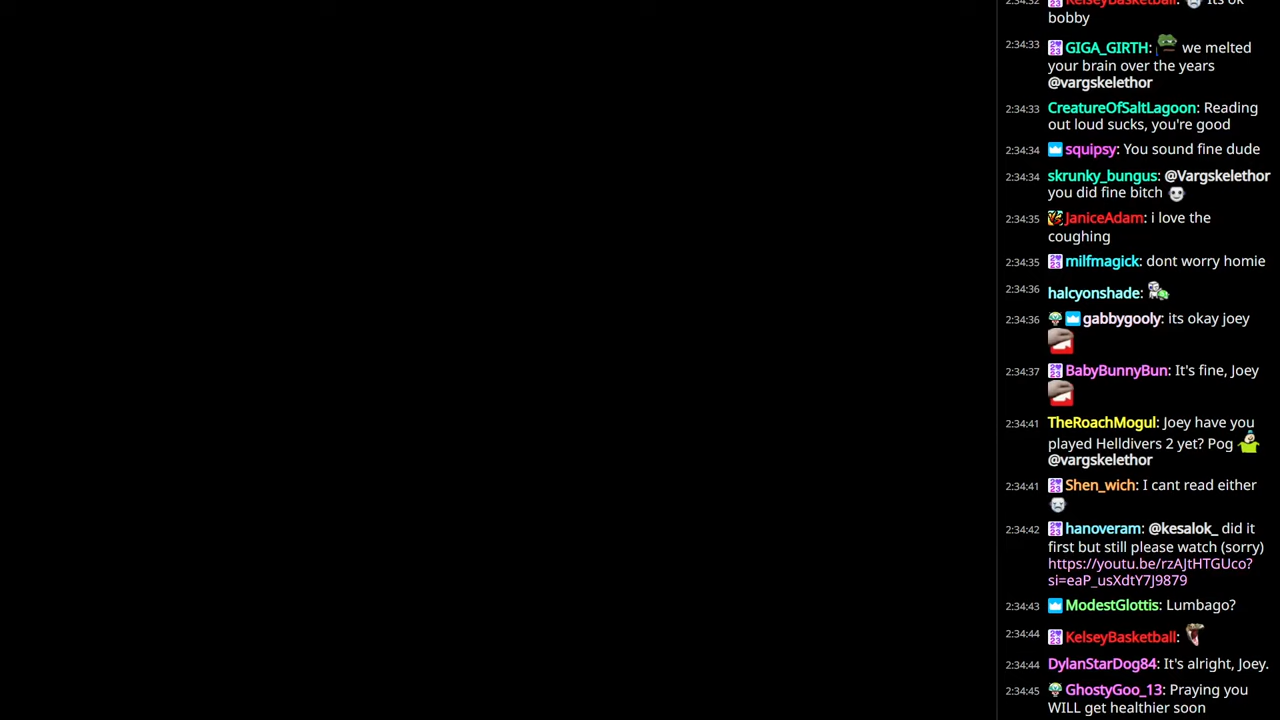 2:34:32 KelseyBasketball: Its ok
bobby
2:34:33 GIGA_GIRTH: we melted
your brain over the years
@vargskelethor
2:34:33 CreatureOfSaltLagoon: Reading
out loud sucks, you're good
2:34:34 squipsy: You sound fine dude
2:34:34 skrunky_bungus: @Vargskelethor
you did fine bitch
2:34:35 JaniceAdam: i love the
coughing
2:34:35 milfmagick: dont worry homie
2:34:36 halcyonshade:
2:34:36 gabbygooly: its okay joey
2:34:37 BabyBunnyBun: It's fine, Joey
2:34:41 TheRoachMogul: Joey have you
played Helldivers 2 yet? Pog
@vargskelethor
2:34:41 Shen_wich: I cant read either
2:34:42 hanoveram: @kesalok_ did it
first but still please watch (sorry)
https://youtu.be/rzAJtHTGUco?
si=eaP_usXdtY7J9879
2:34:43 ModestGlottis: Lumbago?
2:34:44 KelseyBasketball:
2:34:44 DylanStarDog84: It's alright, Joey.
2:34:45 GhostyGoo_13: Praying you
WILL get healthier soon